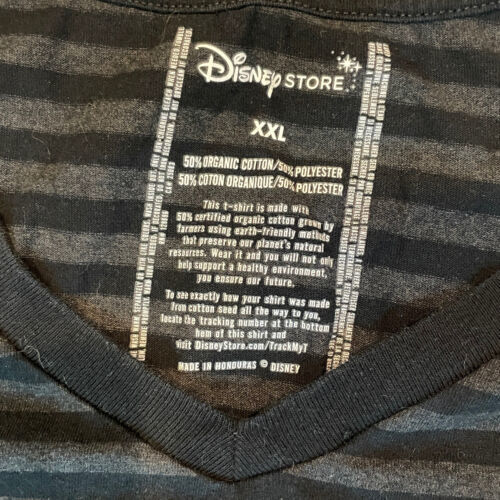 Disney STORE
XXL
50% ORGANIC COTTON/50% POLYESTER
50% COTON ORGANIQUE/50% POLYESTER
This t-shirt is made with
50% certified organic cotton grown by
farmers using earth-friendly methods
that preserve our planet's natural
resources. Wear it and you will not only
help support a healthy environment,
you ensure our future.
To see exactly how your shirt was made
from cotton seed all the way to you,
locate the tracking number at the bottom
hem of this shirt and
visit DisneyStore.com/TrackMyT
MADE IN HONDURAS © DISNEY